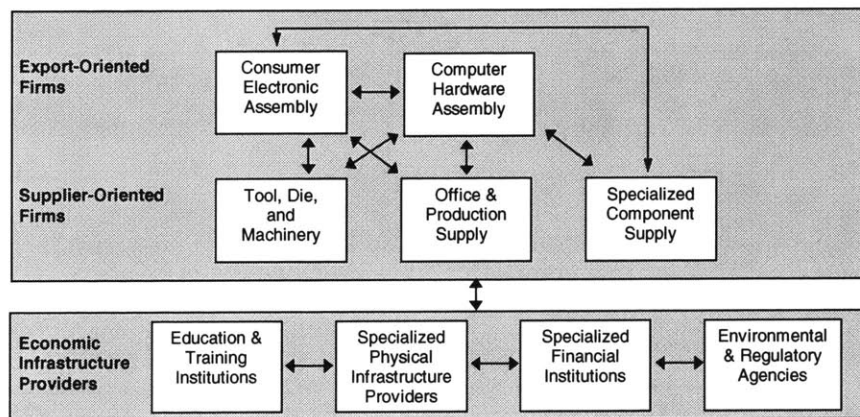 Export-Oriented
Firms
Consumer
Electronic
Assembly
Computer
Hardware
Assembly
Supplier-Oriented
Firms
Tool, Die,
and
Machinery
Office &
Production
Supply
Specialized
Component
Supply
Economic
Infrastructure
Providers
Education &
Training
Institutions
Specialized
Physical
Infrastructure
Providers
Specialized
Financial
Institutions
Environmental
& Regulatory
Agencies